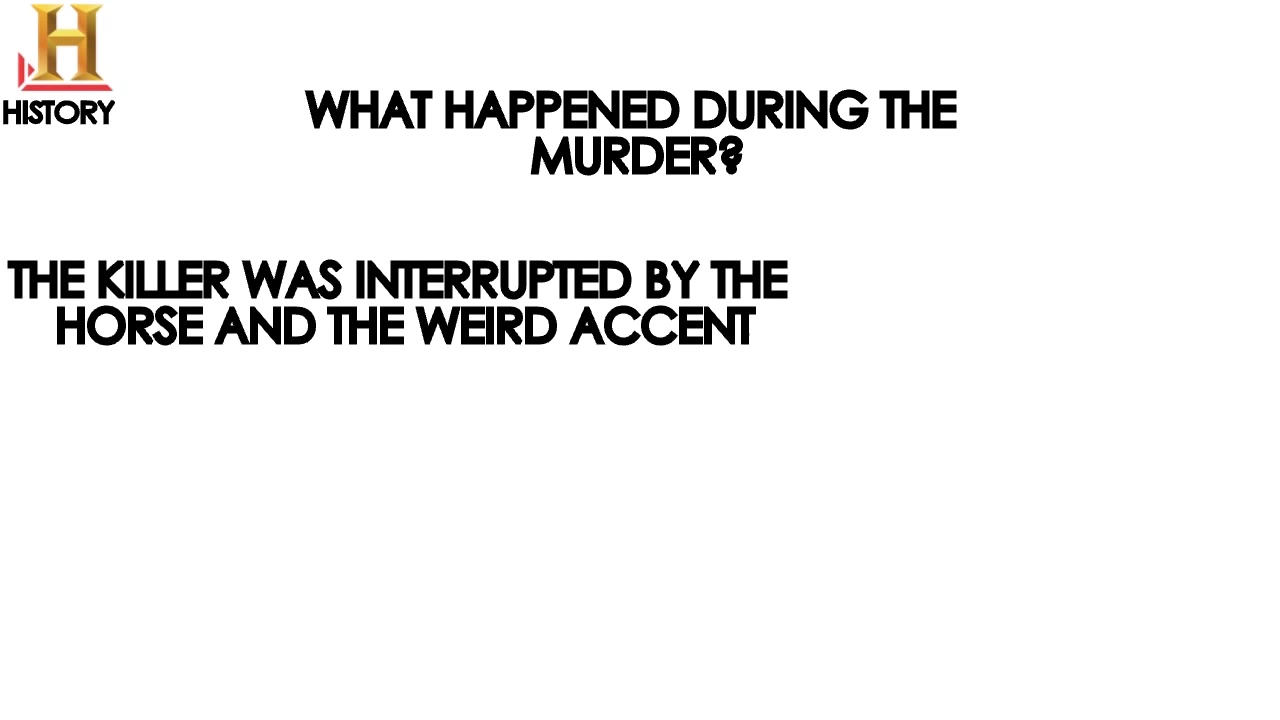 H
HISTORY
WHAT HAPPENED DURING THE
MURDER?
THE KILLER WAS INTERRUPTED BY THE
HORSE AND THE WEIRD ACCENT